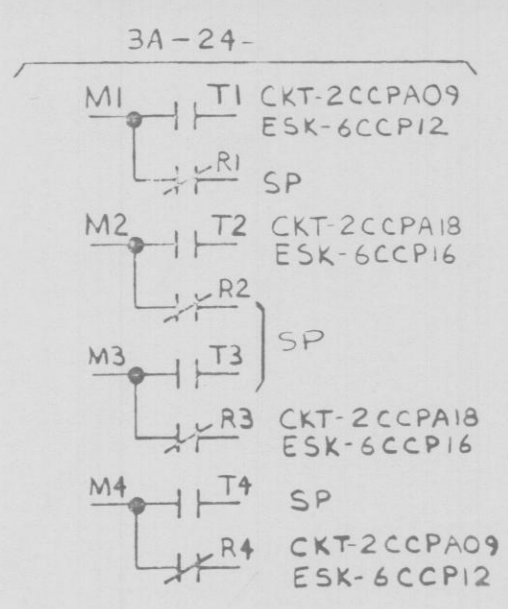 3A-24-
M1 T1 CKT-2CCPA09
ESK-6CCP12
R1 SP
M2 T2 CKT-2CCPA18
ESK-6CCP16
R2
SP
M3 T3
R3 CKT-2CCPA18
ESK-6CCP16
M4 T4 SP
R4 CKT-2CCPA09
ESK-6CCP12